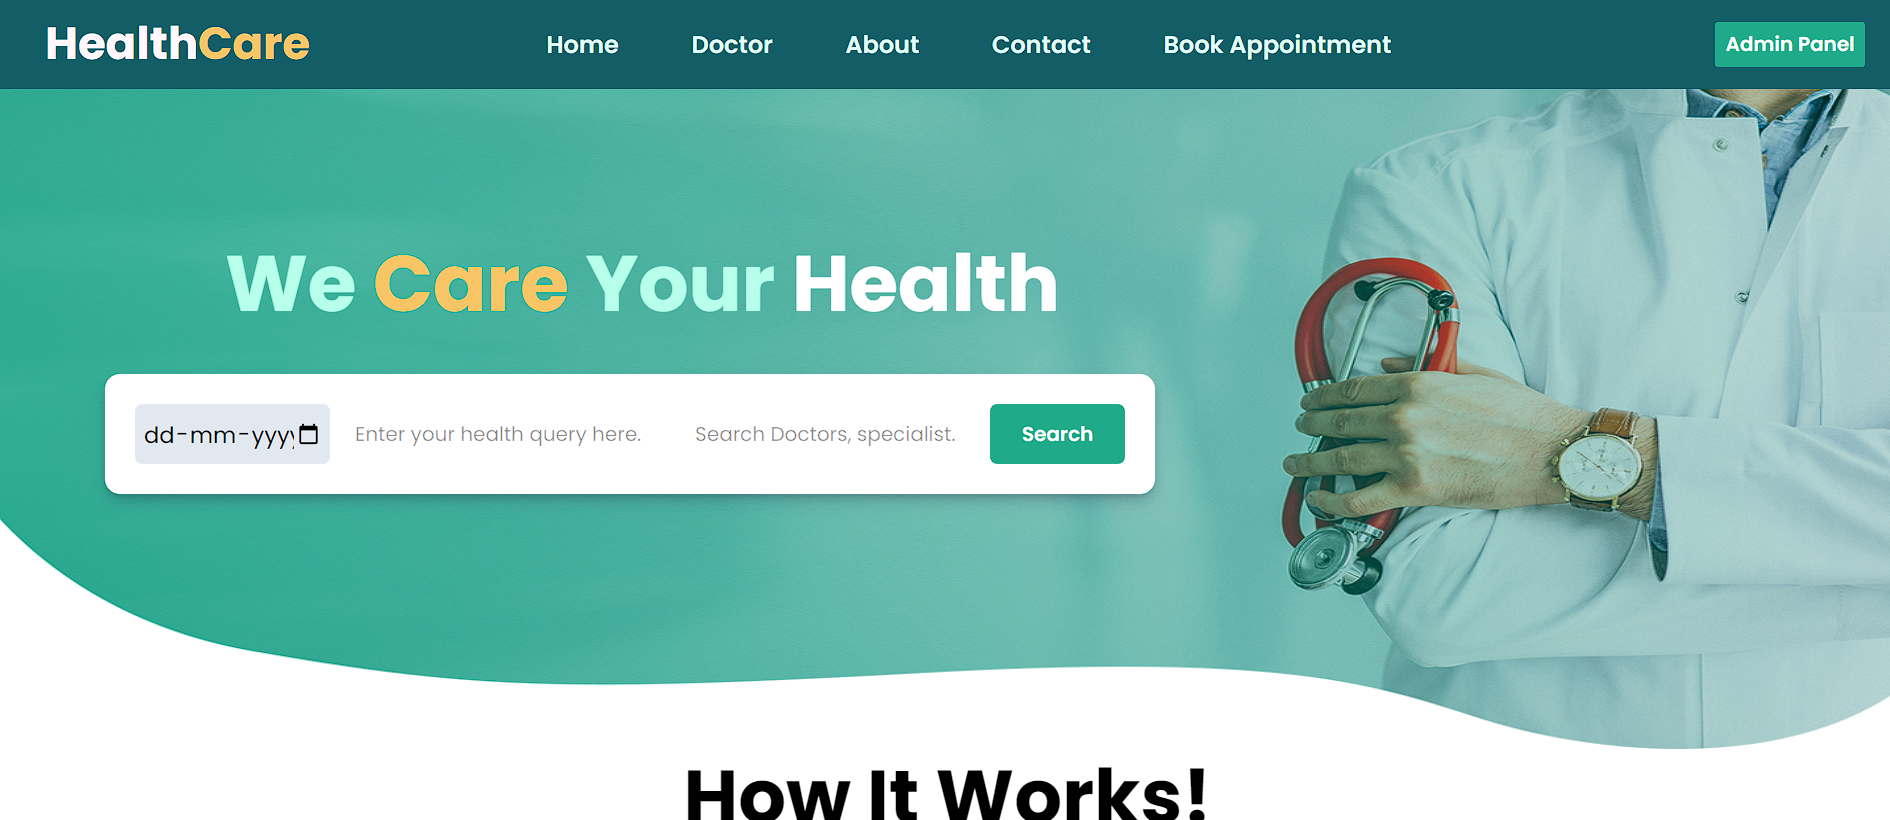 HealthCare
Home Doctor About Contact Book Appointment
Admin Panel
We Care Your Health
dd-mm-yyyy Enter your health query here. Search Doctors, specialist. Search
How It Works!